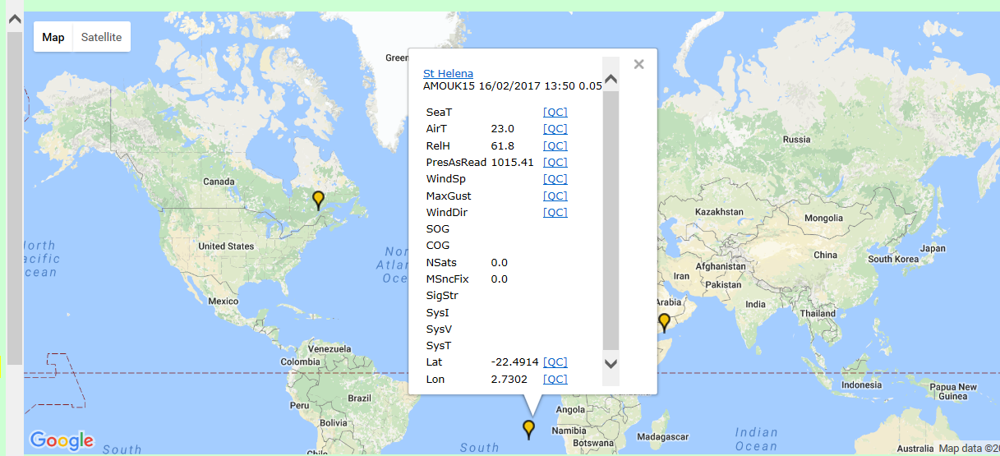 Map Satellite
Green
St Helena
AMOUK15 16/02/2017 13:50 0.05
SeaT [QC]
AirT 23.0 [QC]
RelH 61.8 [QC]
PresAsRead 1015.41 [QC]
WindSp [QC]
MaxGust [QC]
WindDir [QC]
SOG
COG
NSats 0.0
MSncFix 0.0
SigStr
SysI
SysV
SysT
Lat -22.4914 [QC]
Lon 2.7302 [QC]
Russia
Canada
Kazakhstan
Mongolia
United States
North
Pacific
Ocean
Nor
Atlan
Oce
Japan
China
South Korea
Afghanistan
Iran
Pakistan
Arabia
India
Mexico
Thailand
Venezuela
Colombia
Indonesia
Papua New
Guinea
Peru
Brazil
Angola
Bolivia
Namibia
Botswana
Madagascar
Indian
Ocean
Google
Chile
South
South
Australia
Map data ©20